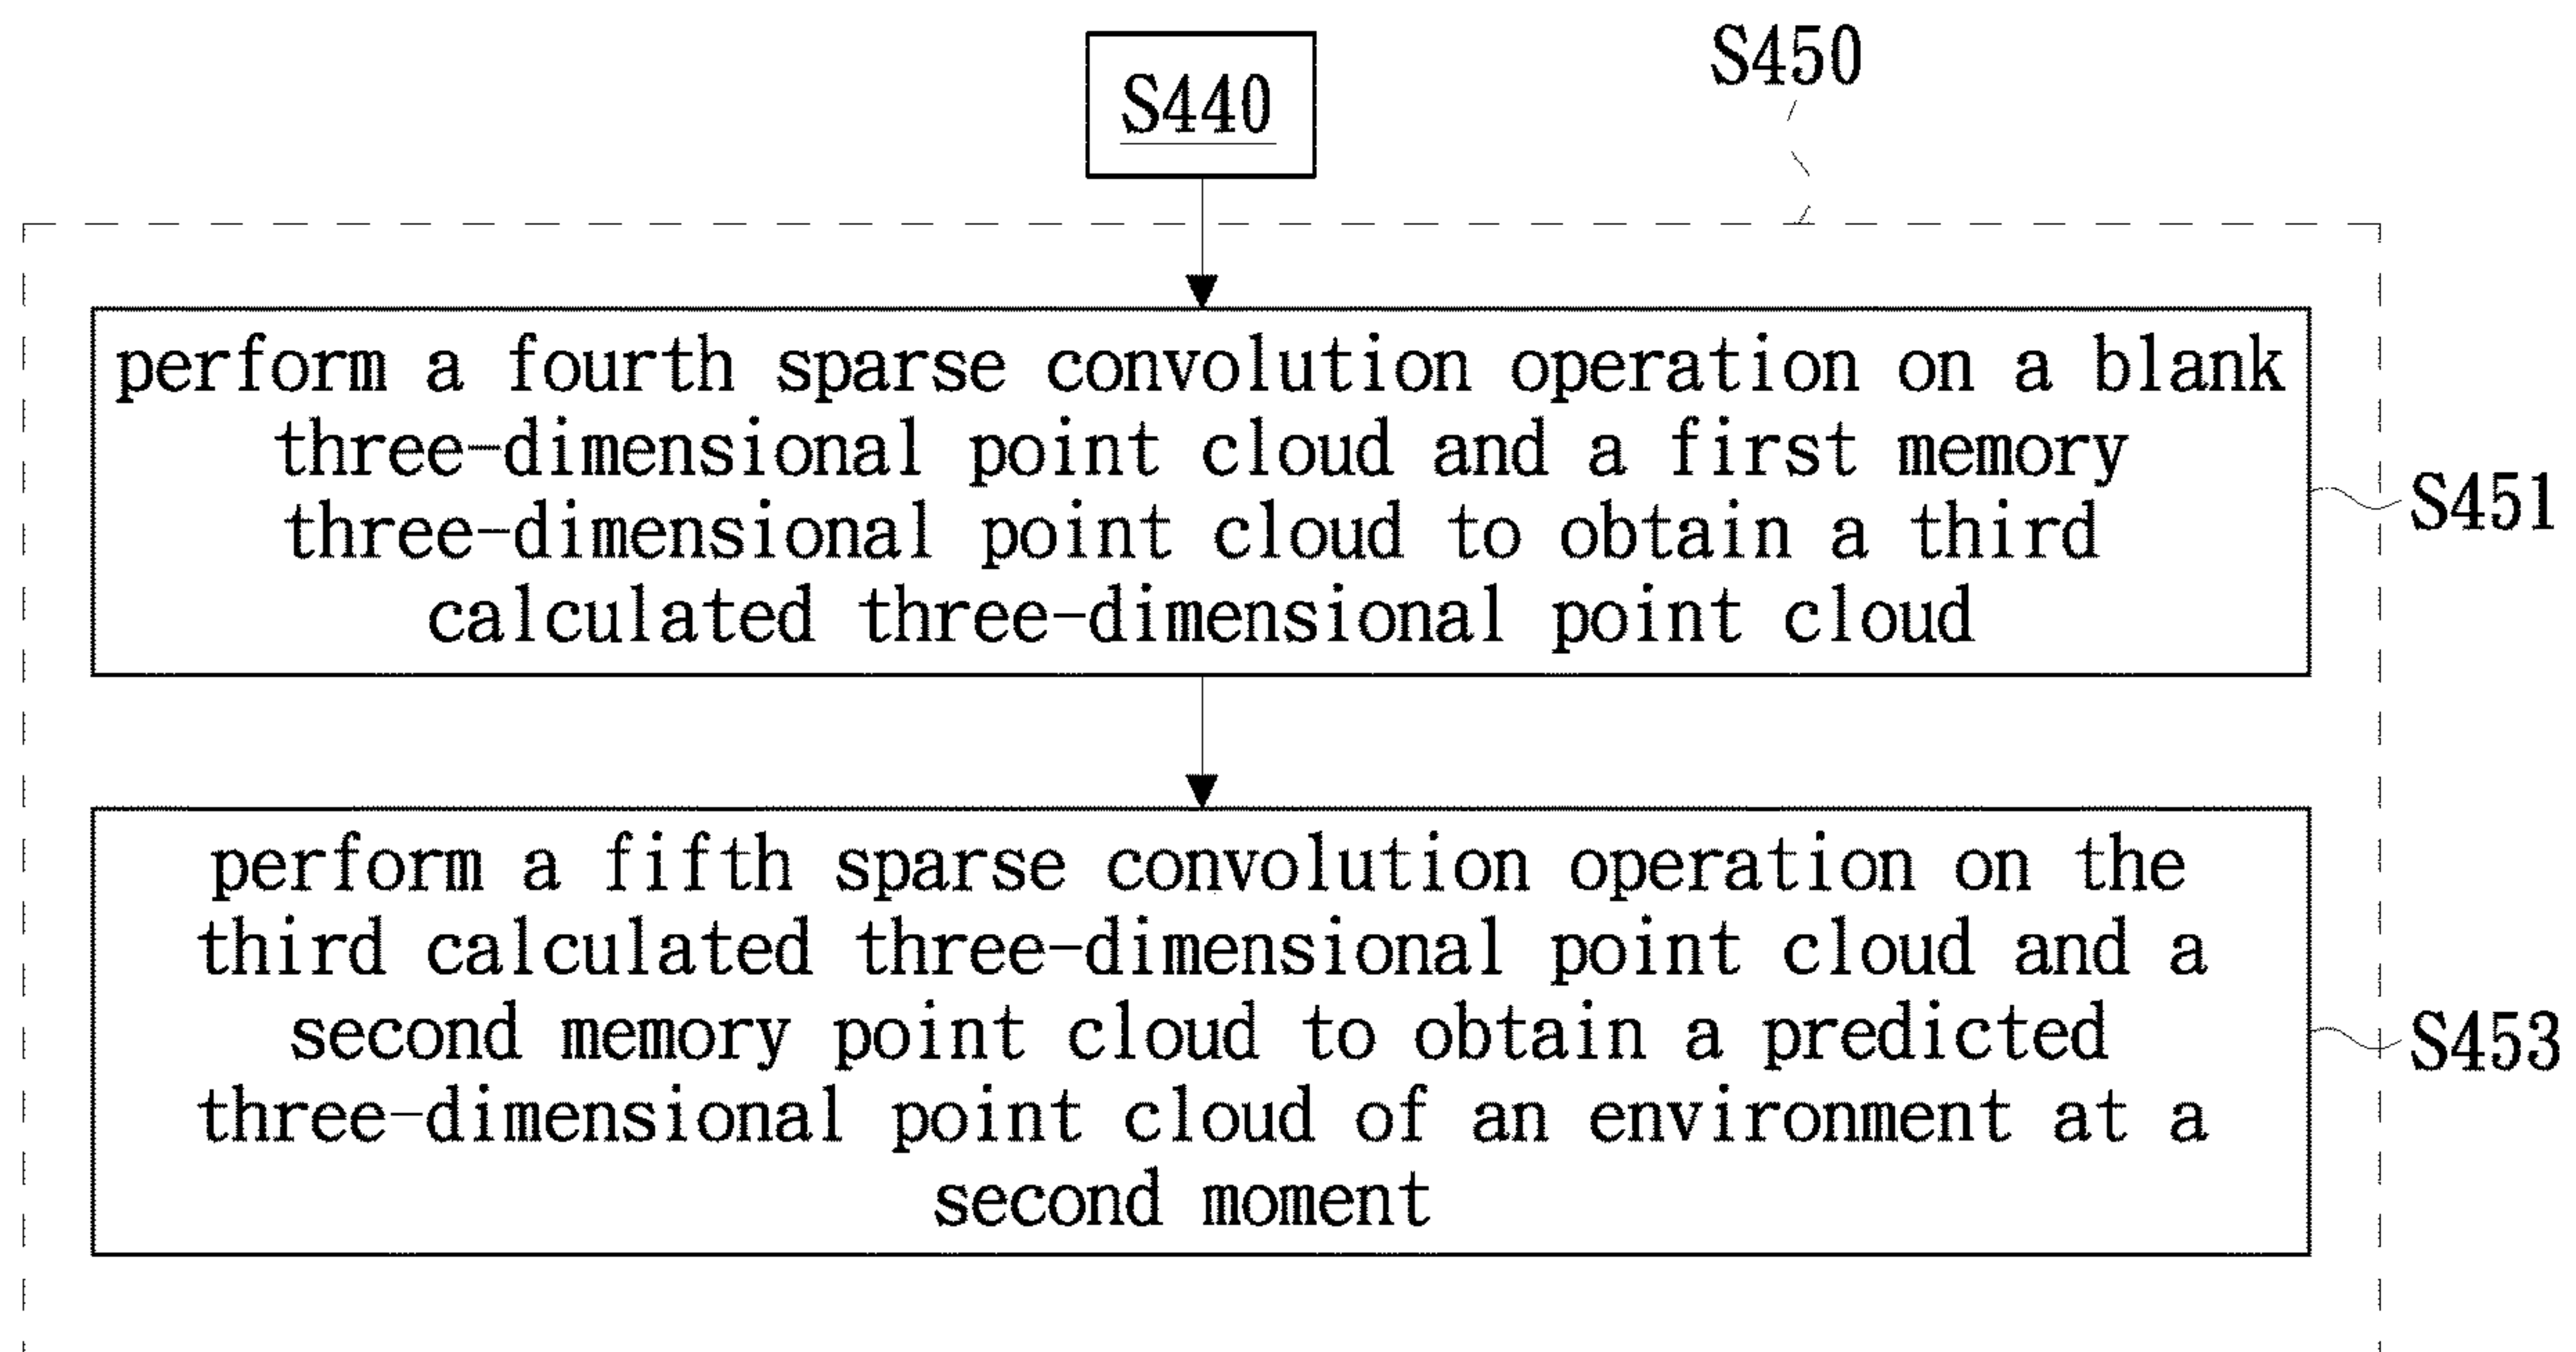 S440
S450
perform a fourth sparse convolution operation on a blank
three-dimensional point cloud and a first memory
three-dimensional point cloud to obtain a third
calculated three-dimensional point cloud
S451
perform a fifth sparse convolution operation on the
third calculated three-dimensional point cloud and a
second memory point cloud to obtain a predicted
three-dimensional point cloud of an environment at a
second moment
S453